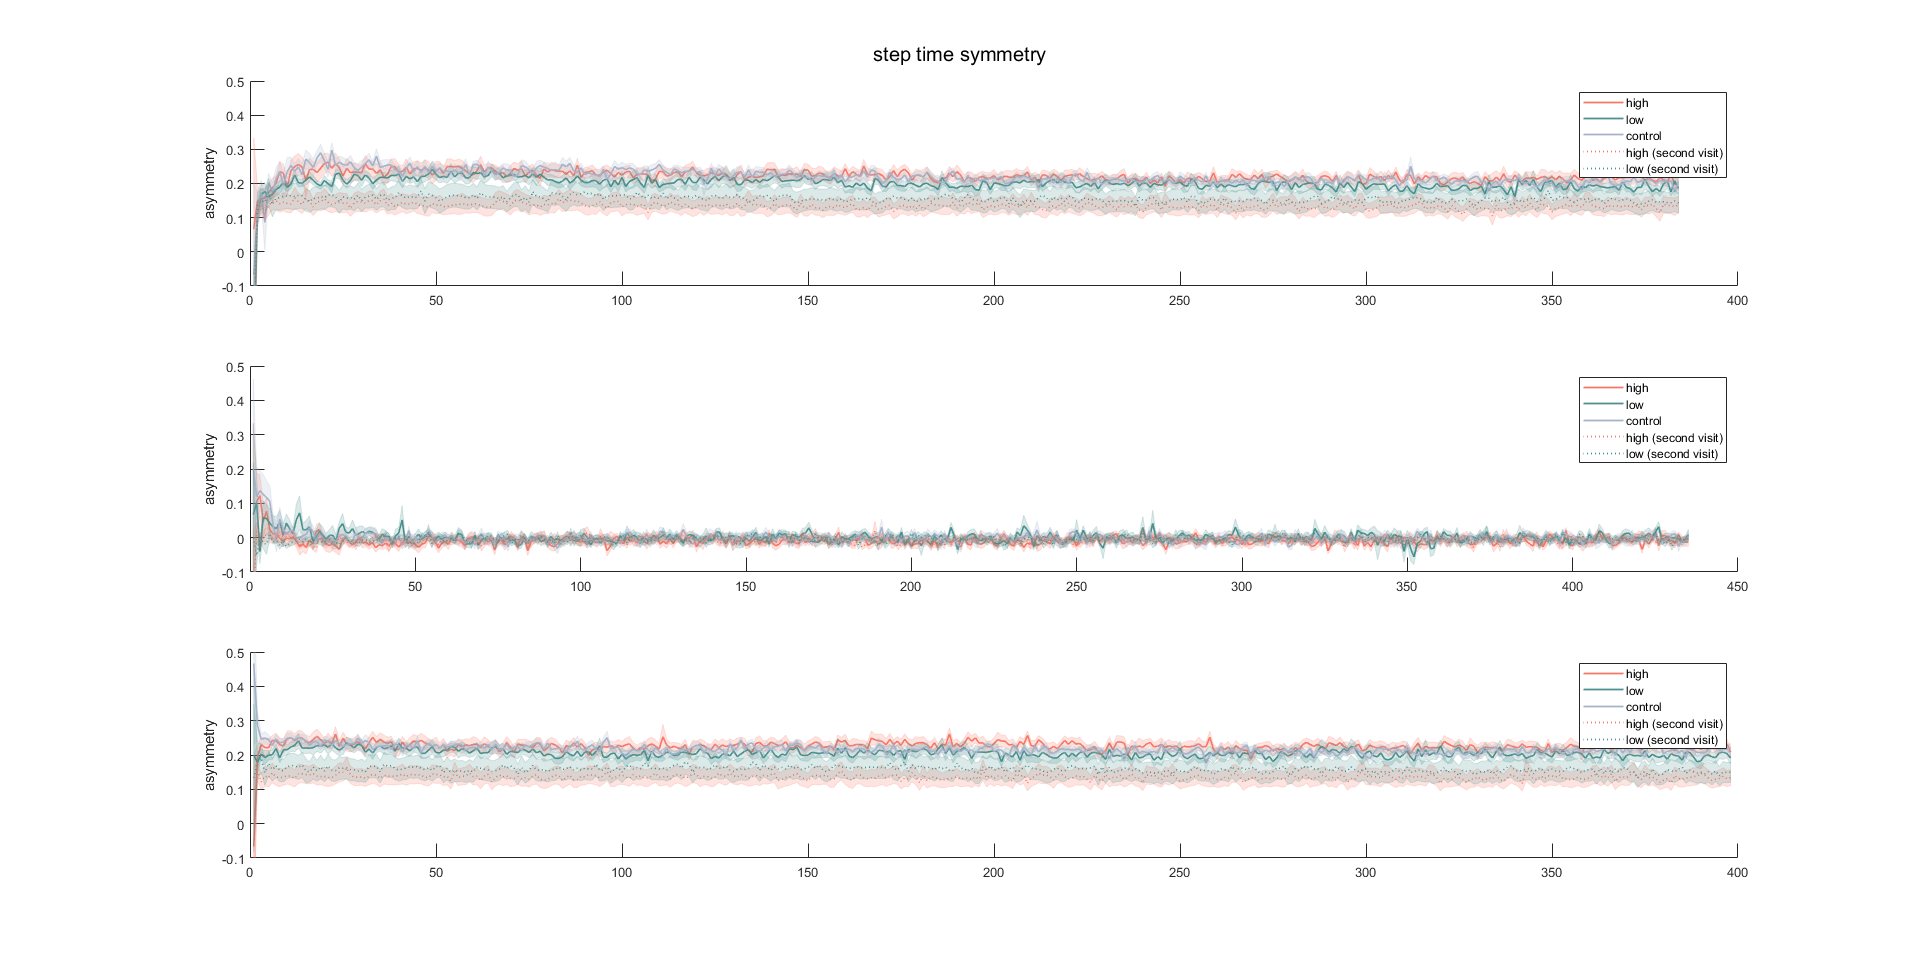 step time symmetry
0.5
0.4
0.3
0.2
0.1
0
-0.1
asymmetry
0 50 100 150 200 250 300 350 400
high
low
control
high (second visit)
low (second visit)
0.5
0.4
0.3
0.2
0.1
0
-0.1
asymmetry
0 50 100 150 200 250 300 350 400 450
high
low
control
high (second visit)
low (second visit)
0.5
0.4
0.3
0.2
0.1
0
-0.1
asymmetry
0 50 100 150 200 250 300 350 400
high
low
control
high (second visit)
low (second visit)